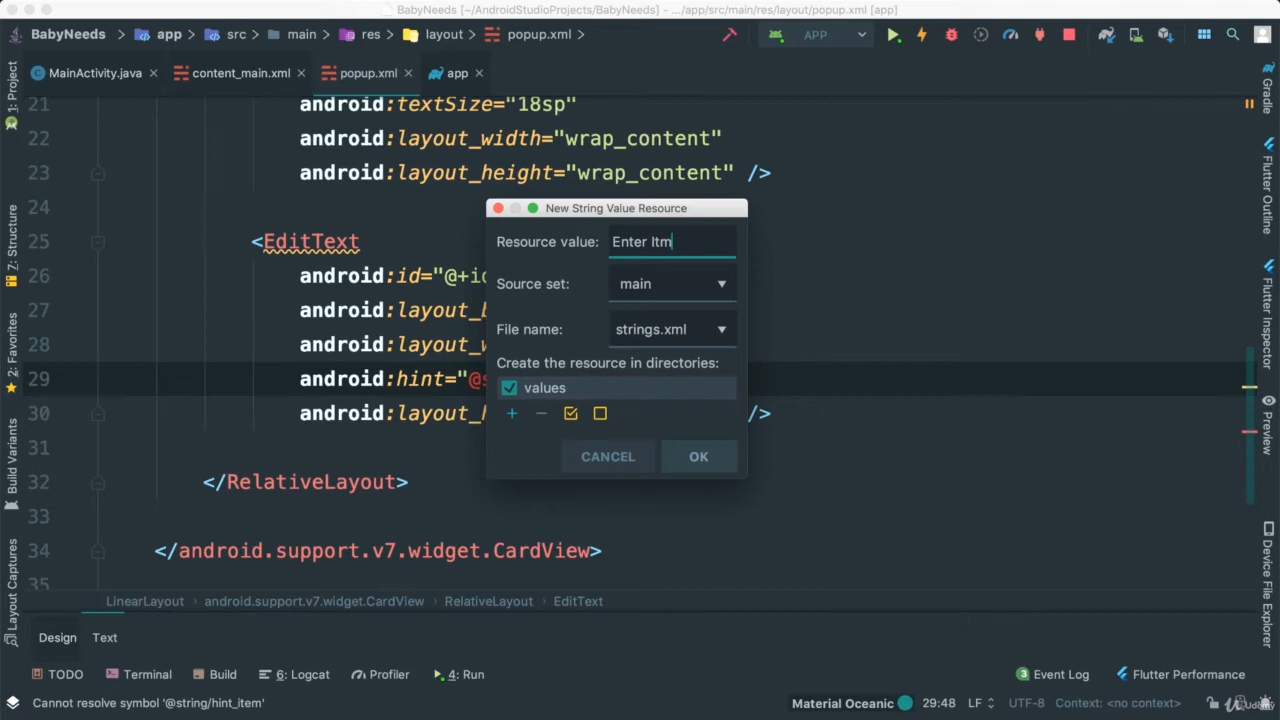 BabyNeeds [~/AndroidStudioProjects/BabyNeeds] - .../app/src/main/res/layout/popup.xml [app]
BabyNeeds app src main res layout popup.xml APP
MainActivity.java content_main.xml popup.xml app
21 android:textSize="18sp"
22 android:layout_width="wrap_content"
23 android:layout_height="wrap_content" />
24
25 <EditText
26 android:id="@+id
27 android:layout_b
28 android:layout_w
29 android:hint="@s
30 android:layout_h />
31
32 </RelativeLayout>
33
34 </android.support.v7.widget.CardView>
35
New String Value Resource
Resource value: Enter Itm
Source set: main
File name: strings.xml
Create the resource in directories:
values
CANCEL OK
1: Project
7: Structure
2: Favorites
Build Variants
Layout Captures
Gradle
Flutter Outline
Flutter Inspector
Preview
Device File Explorer
LinearLayout android.support.v7.widget.CardView RelativeLayout EditText
Design Text
TODO Terminal Build 6: Logcat Profiler 4: Run 3 Event Log Flutter Performance
Cannot resolve symbol '@string/hint_item' Material Oceanic 29:48 LF UTF-8 Context: <no context>
Udemy